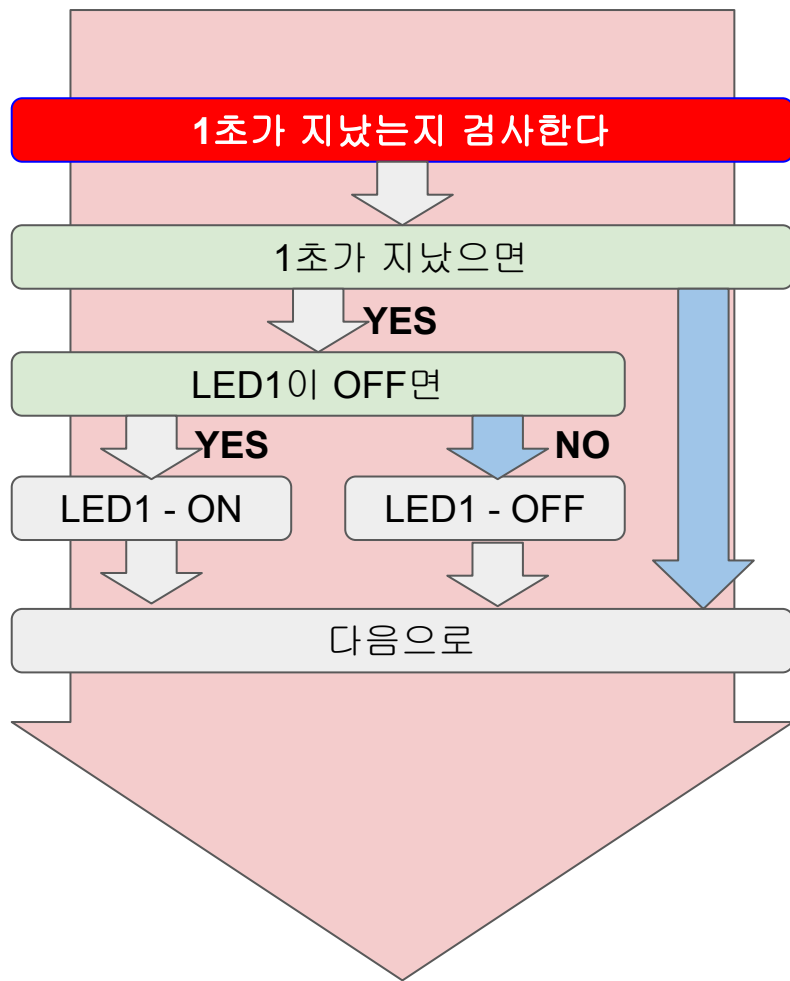 1초가 지났는지 검사한다
1초가 지났으면
YES
LED1이 OFF면
YES
NO
LED1 - ON
LED1 - OFF
다음으로